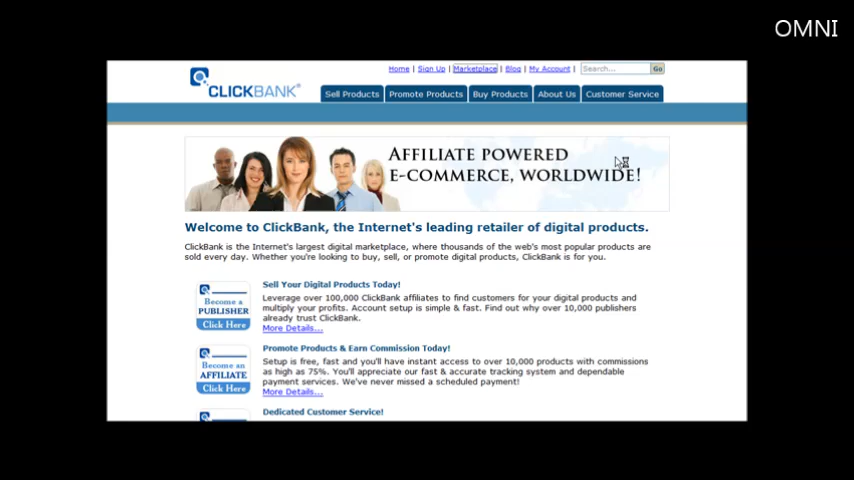 OMNI
Home | Sign Up | Marketplace | Blog | My Account | Search... Go
CLICKBANK®
Sell Products Promote Products Buy Products About Us Customer Service
AFFILIATE POWERED
E-COMMERCE, WORLDWIDE!
Welcome to ClickBank, the Internet's leading retailer of digital products.
ClickBank is the Internet's largest digital marketplace, where thousands of the web's most popular products are
sold every day. Whether you're looking to buy, sell, or promote digital products, ClickBank is for you.
Sell Your Digital Products Today!
Become a
PUBLISHER
Click Here
Leverage over 100,000 ClickBank affiliates to find customers for your digital products and
multiply your profits. Account setup is simple & fast. Find out why over 10,000 publishers
already trust ClickBank.
More Details...
Promote Products & Earn Commission Today!
Become an
AFFILIATE
Click Here
Setup is free, fast and you'll have instant access to over 10,000 products with commissions
as high as 75%. You'll appreciate our fast & accurate tracking system and dependable
payment services. We've never missed a scheduled payment!
More Details...
Dedicated Customer Service!